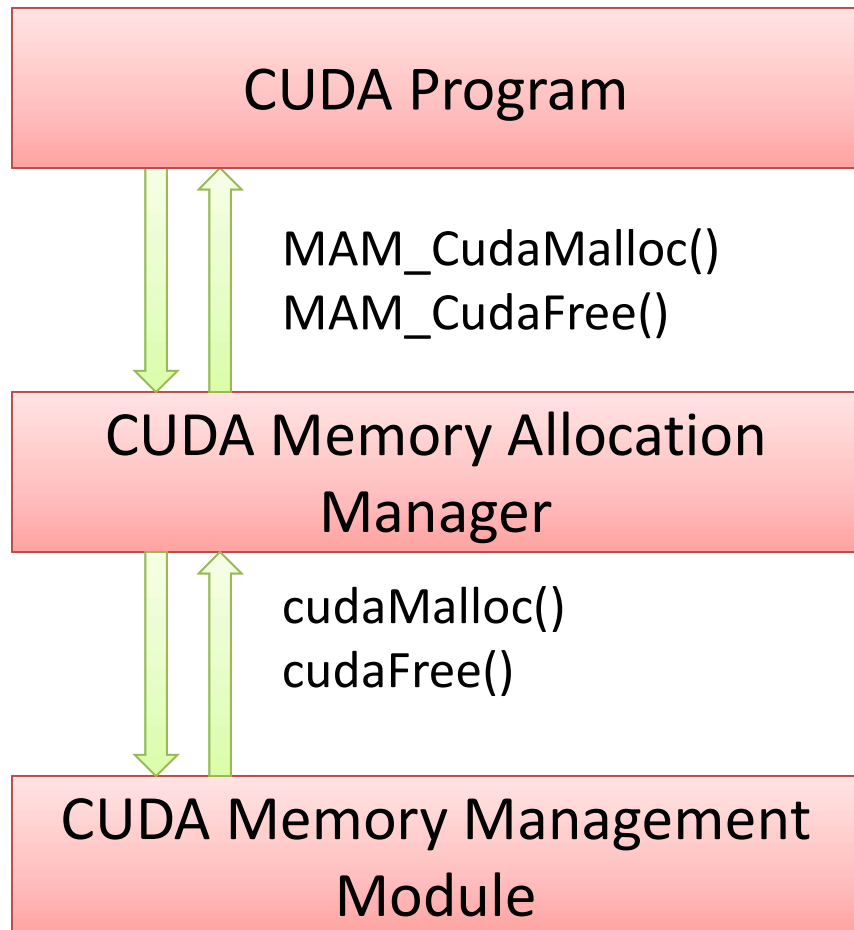 CUDA Program
MAM_CudaMalloc()
MAM_CudaFree()
CUDA Memory Allocation
Manager
cudaMalloc()
cudaFree()
CUDA Memory Management
Module